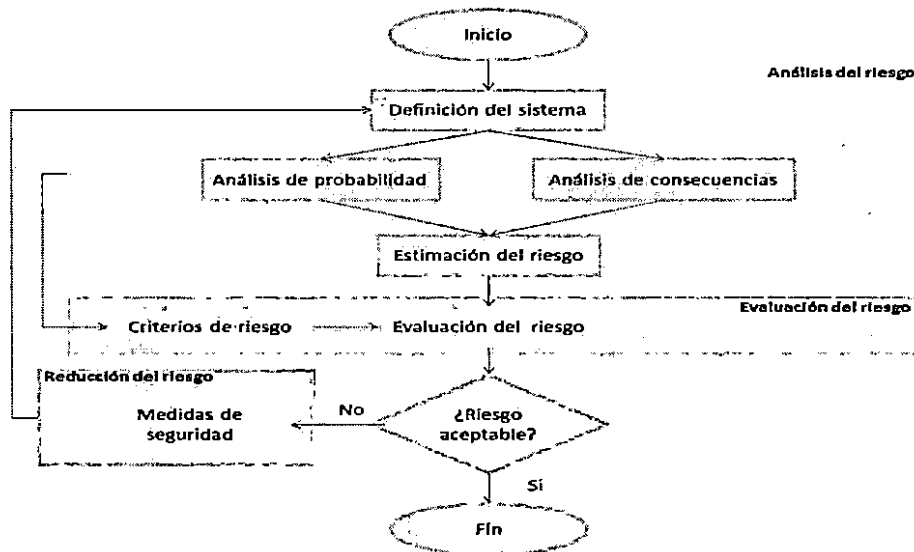 Inicio
Análisis del riesgo
Definición del sistema
Análisis de probabilidad
Análisis de consecuencias
Estimación del riesgo
Evaluación del riesgo
Criterios de riesgo
Evaluación del riesgo
Reducción del riesgo
Medidas de
seguridad
No
¿Riesgo
aceptable?
Sí
Fin